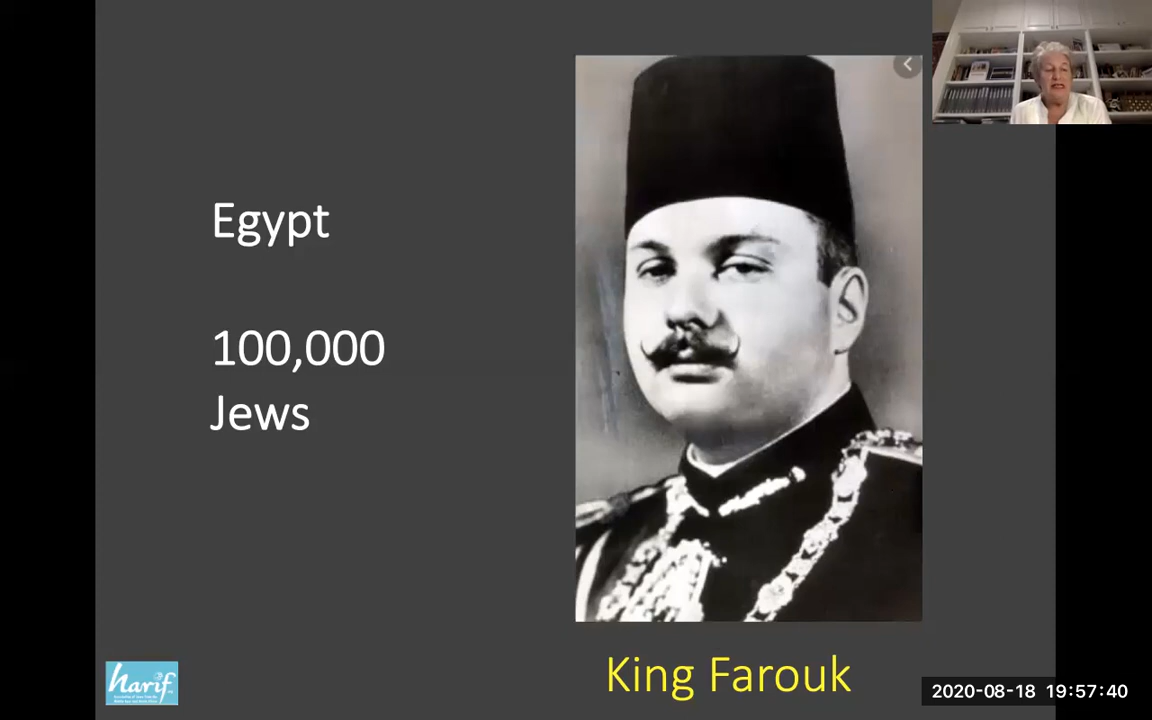 Egypt
100,000
Jews
King Farouk
harif
2020-08-18 19:57:40